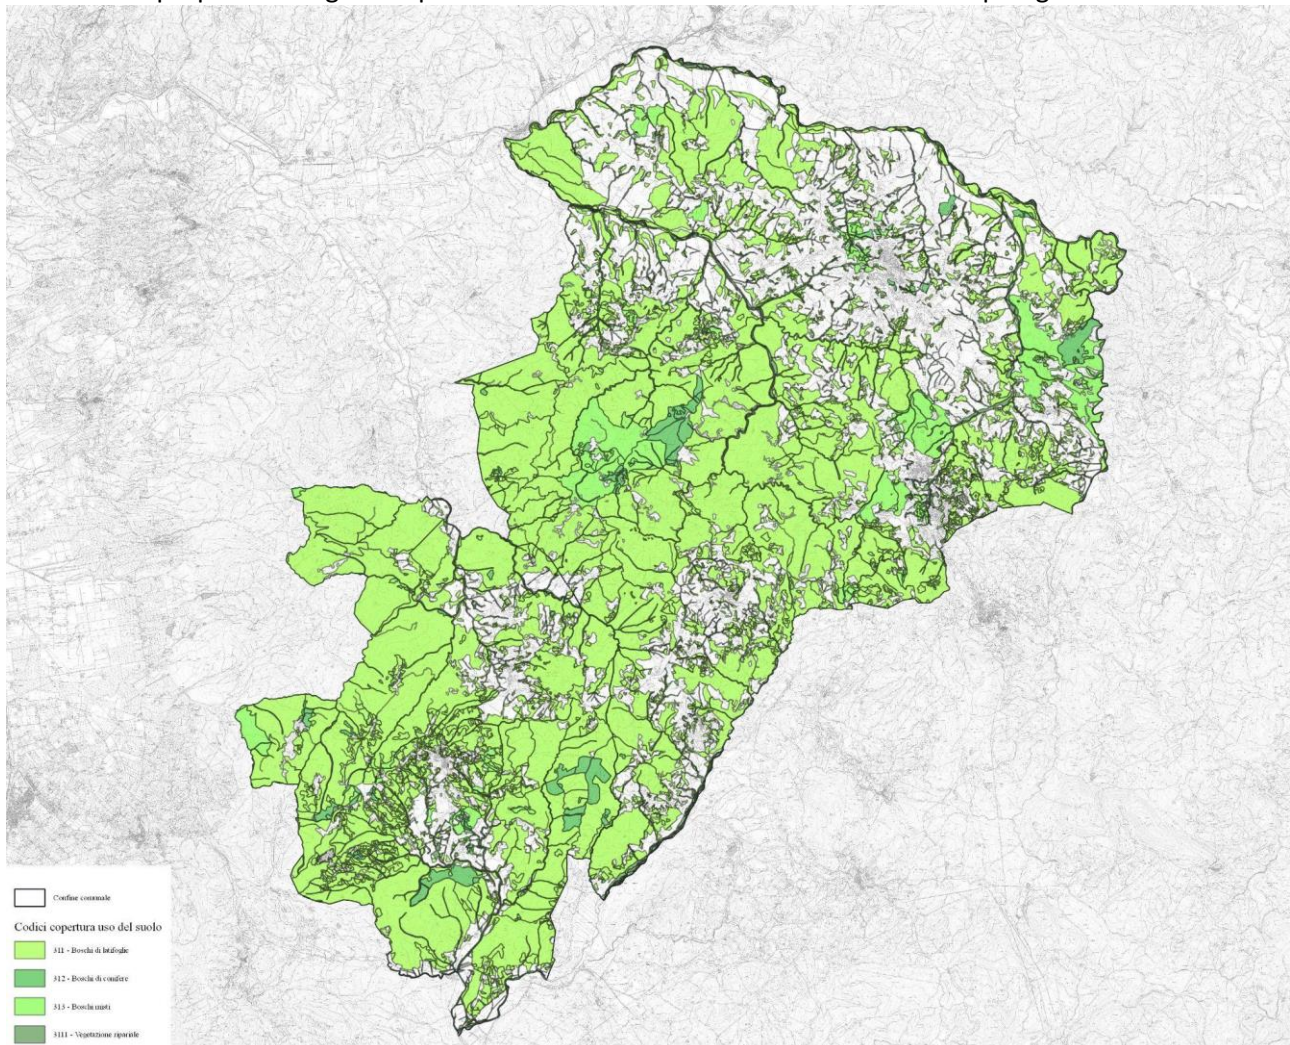 Confine comunale
Codici copertura uso del suolo
311 - Boschi di latifoglie
312 - Boschi di conifere
313 - Boschi misti
3111 - Vegetazione ripariale